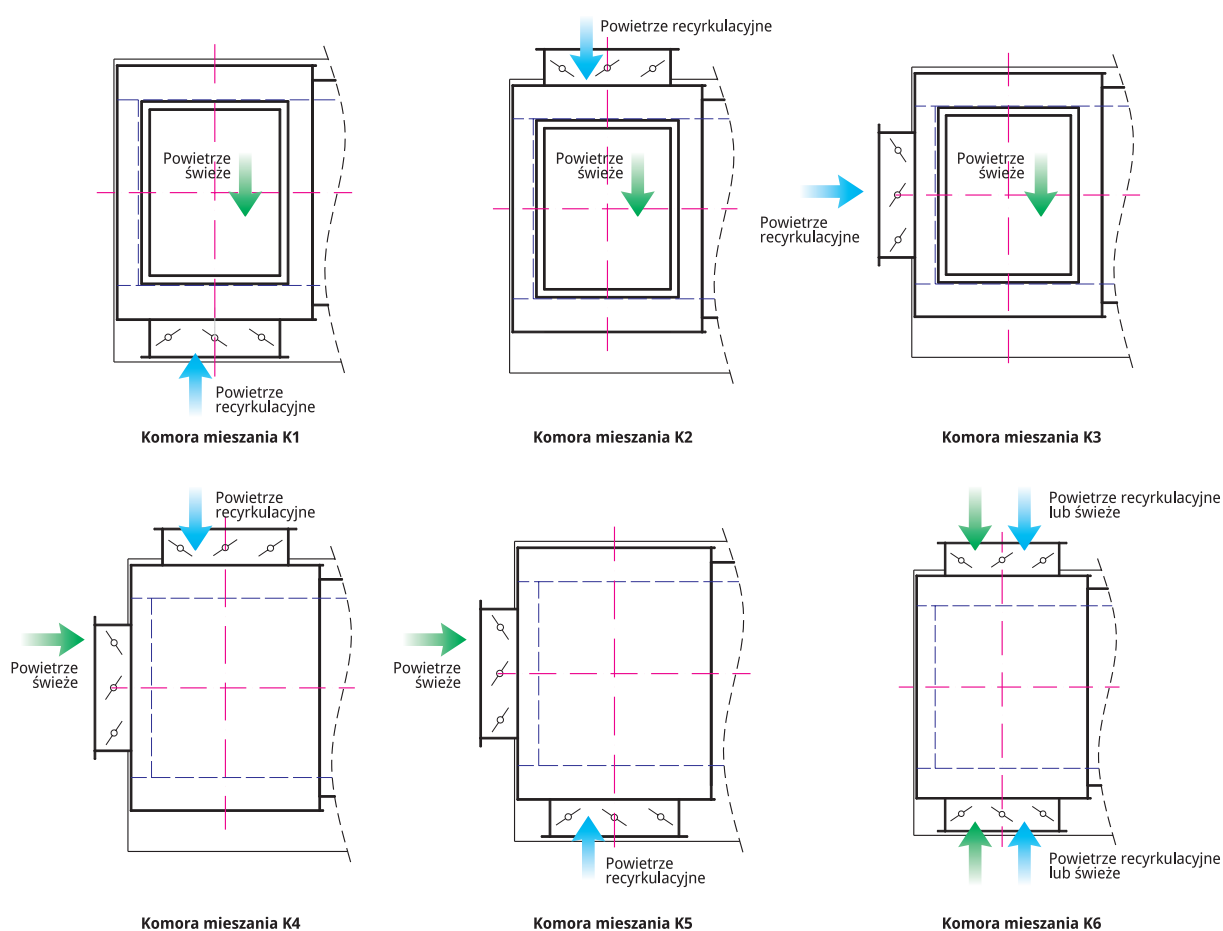 Powietrze
świeże
Powietrze
recyrkulacyjne
Komora mieszania K1
Powietrze recyrkulacyjne
Powietrze
świeże
Komora mieszania K2
Powietrze
świeże
Powietrze
recyrkulacyjne
Komora mieszania K3
Powietrze
recyrkulacyjne
Powietrze
świeże
Komora mieszania K4
Powietrze
świeże
Powietrze
recyrkulacyjne
Komora mieszania K5
Powietrze recyrkulacyjne
lub świeże
Powietrze recyrkulacyjne
lub świeże
Komora mieszania K6